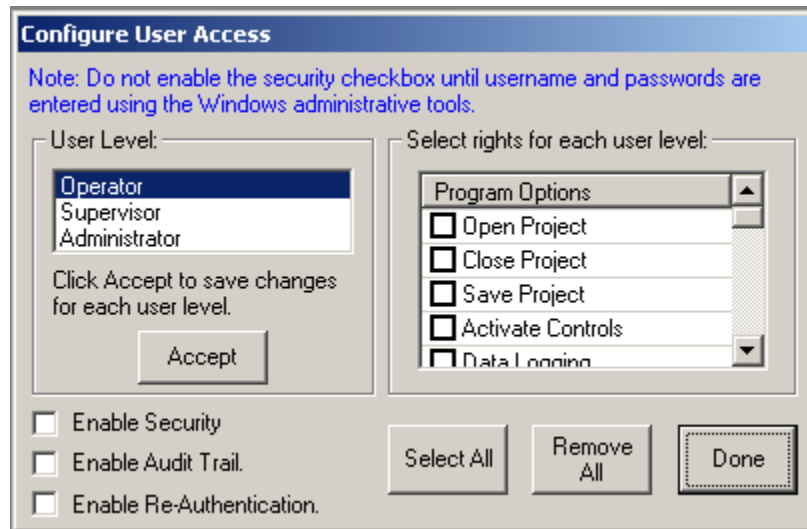 Configure User Access
Note: Do not enable the security checkbox until username and passwords are
entered using the Windows administrative tools.
User Level:
Operator
Supervisor
Administrator
Click Accept to save changes
for each user level.
Accept
Select rights for each user level:
Program Options
Open Project
Close Project
Save Project
Activate Controls
Data Logging
Enable Security
Enable Audit Trail.
Enable Re-Authentication.
Select All
Remove
All
Done